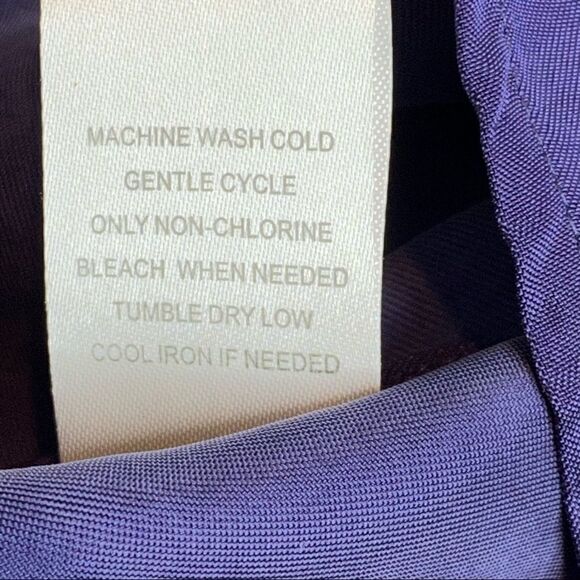 MACHINE WASH COLD
GENTLE CYCLE
ONLY NON-CHLORINE
BLEACH WHEN NEEDED
TUMBLE DRY LOW
COOL IRON IF NEEDED